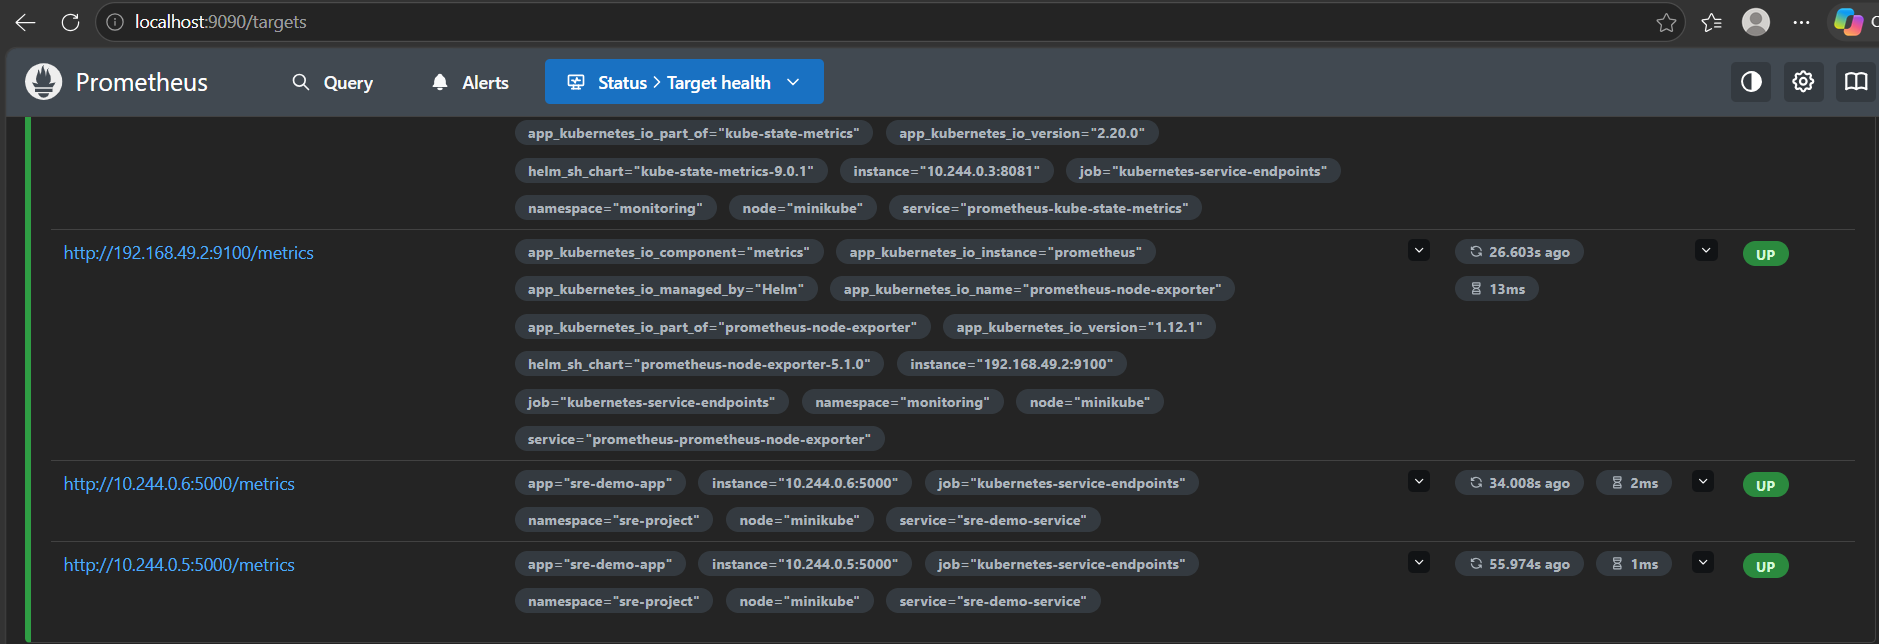 localhost:9090/targets
Prometheus Query Alerts Status > Target health
app_kubernetes_io_part_of="kube-state-metrics" app_kubernetes_io_version="2.20.0"
helm_sh_chart="kube-state-metrics-9.0.1" instance="10.244.0.3:8081" job="kubernetes-service-endpoints"
namespace="monitoring" node="minikube" service="prometheus-kube-state-metrics"
http://192.168.49.2:9100/metrics app_kubernetes_io_component="metrics" app_kubernetes_io_instance="prometheus" 26.603s ago UP
app_kubernetes_io_managed_by="Helm" app_kubernetes_io_name="prometheus-node-exporter" 13ms
app_kubernetes_io_part_of="prometheus-node-exporter" app_kubernetes_io_version="1.12.1"
helm_sh_chart="prometheus-node-exporter-5.1.0" instance="192.168.49.2:9100"
job="kubernetes-service-endpoints" namespace="monitoring" node="minikube"
service="prometheus-prometheus-node-exporter"
http://10.244.0.6:5000/metrics app="sre-demo-app" instance="10.244.0.6:5000" job="kubernetes-service-endpoints" 34.008s ago 2ms UP
namespace="sre-project" node="minikube" service="sre-demo-service"
http://10.244.0.5:5000/metrics app="sre-demo-app" instance="10.244.0.5:5000" job="kubernetes-service-endpoints" 55.974s ago 1ms UP
namespace="sre-project" node="minikube" service="sre-demo-service"